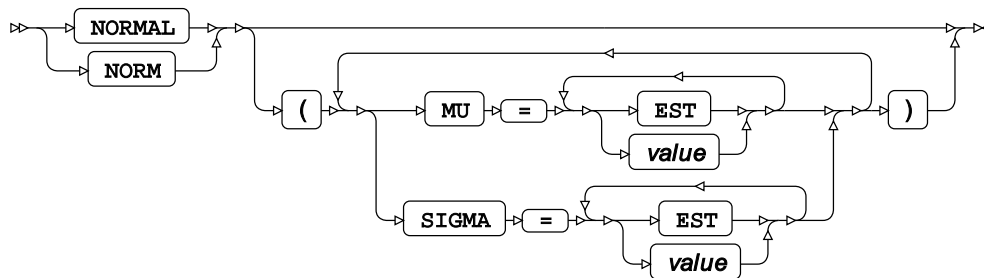 NORMAL
NORM
( MU = EST )
value
SIGMA = EST
value